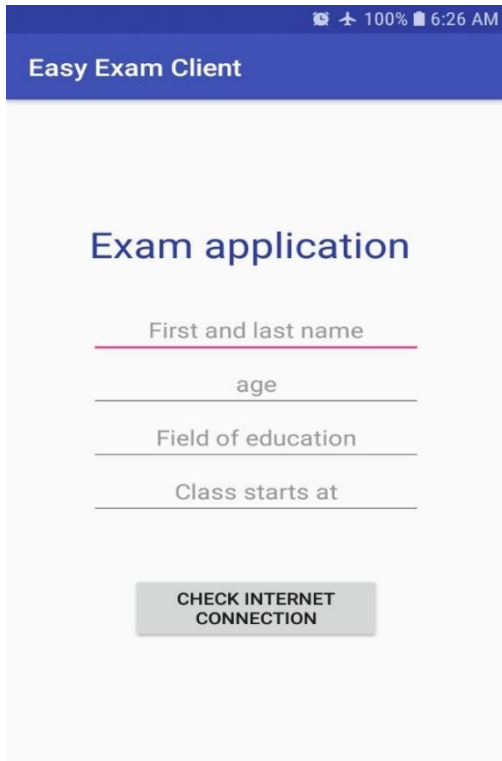 100% 6:26 AM
Easy Exam Client
Exam application
First and last name
age
Field of education
Class starts at
CHECK INTERNET
CONNECTION